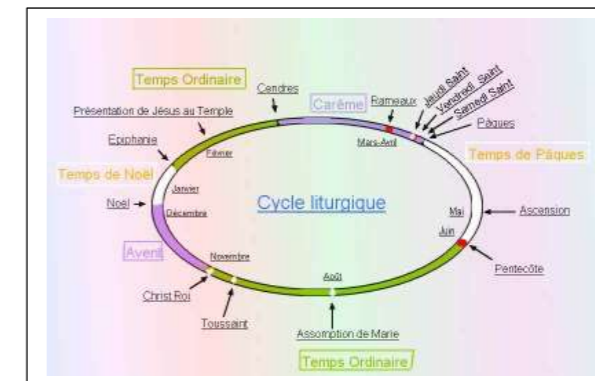 Temps Ordinaire
Cendres
Carême
Rameaux
Jeudi Saint
Vendredi Saint
Samedi Saint
Pâques
Présentation de Jésus au Temple
Epiphanie
Février
Mars-Avril
Temps de Pâques
Temps de Noël
Janvier
Noël
Décembre
Cycle liturgique
Mai
Ascension
Juin
Avent
Novembre
Août
Pentecôte
Christ Roi
Toussaint
Assomption de Marie
Temps Ordinaire